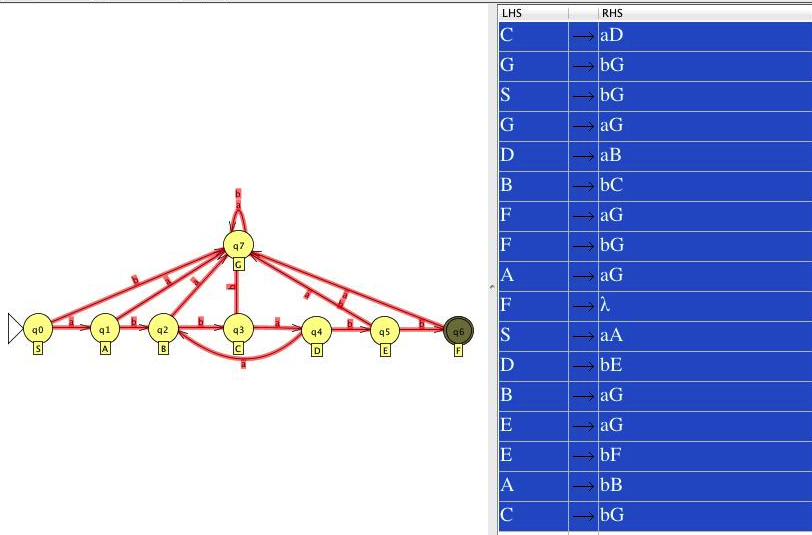 LHS RHS
C → aD
G → bG
S → bG
G → aG
D → aB
B → bC
F → aG
F → bG
A → aG
F → λ
S → aA
D → bE
B → aG
E → aG
E → bF
A → bB
C → bG
b
a
q7
G
b
a
a
b
a
b
a
q0 a q1 b q2 b q3 a q4 b q5 b q6
S A B C D E F
a